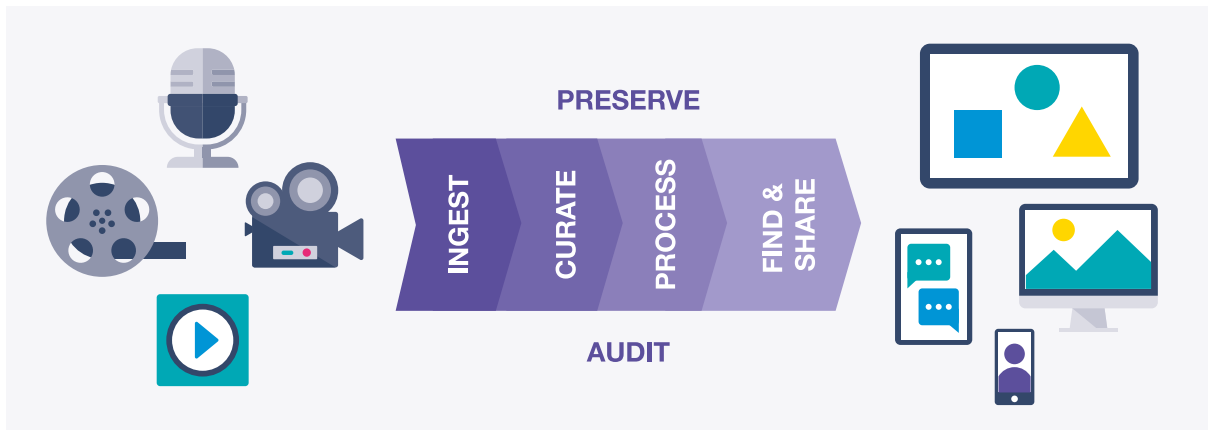 PRESERVE
INGEST
CURATE
PROCESS
FIND &
SHARE
AUDIT